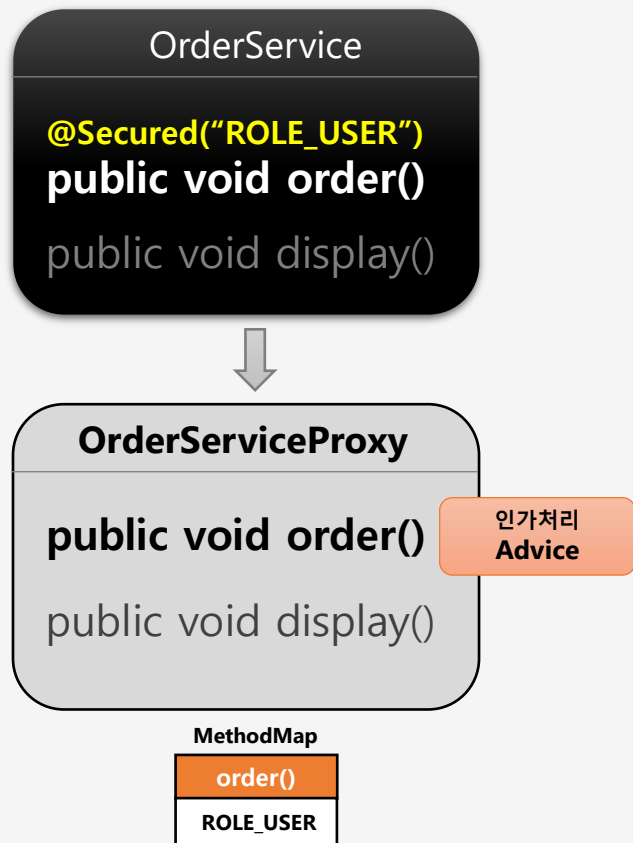 OrderService
@Secured(“ROLE_USER”)
public void order()
public void display()
OrderServiceProxy
public void order()
인가처리
Advice
public void display()
MethodMap
order()
ROLE_USER